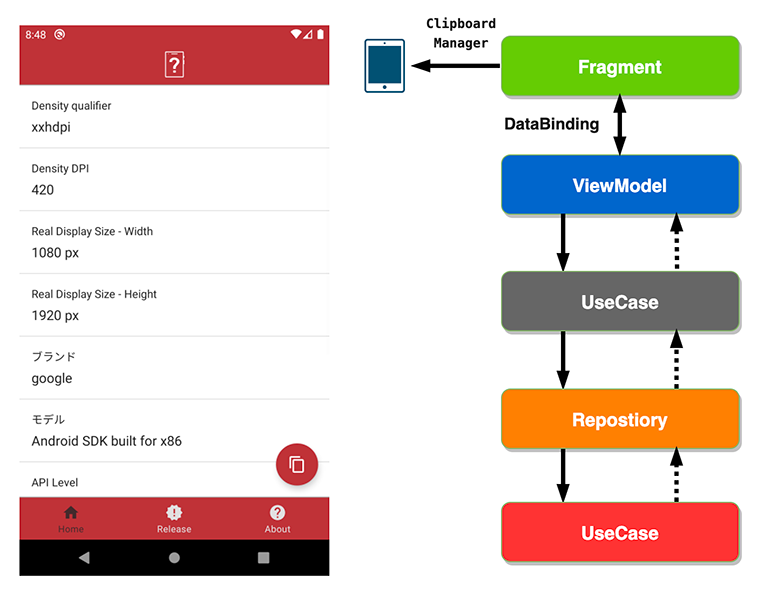 8:48
?
Density qualifier
xxhdpi
Density DPI
420
Real Display Size - Width
1080 px
Real Display Size - Height
1920 px
ブランド
google
モデル
Android SDK built for x86
API Level
Home
Release
About
Clipboard
Manager
Fragment
DataBinding
ViewModel
UseCase
Repostiory
UseCase